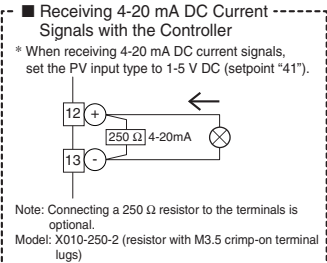 ■ Receiving 4-20 mA DC Current
Signals with the Controller
* When receiving 4-20 mA DC current signals,
set the PV input type to 1-5 V DC (setpoint “41”).
12 +
250 Ω 4-20mA
13 -
Note: Connecting a 250 Ω resistor to the terminals is
optional.
Model: X010-250-2 (resistor with M3.5 crimp-on terminal
lugs)